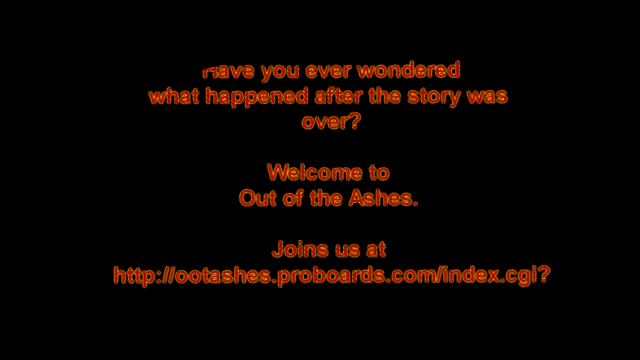 Have you ever wondered
what happened after the story was
over?
Welcome to
Out of the Ashes.
Joins us at
http://ootashes.proboards.com/index.cgi?